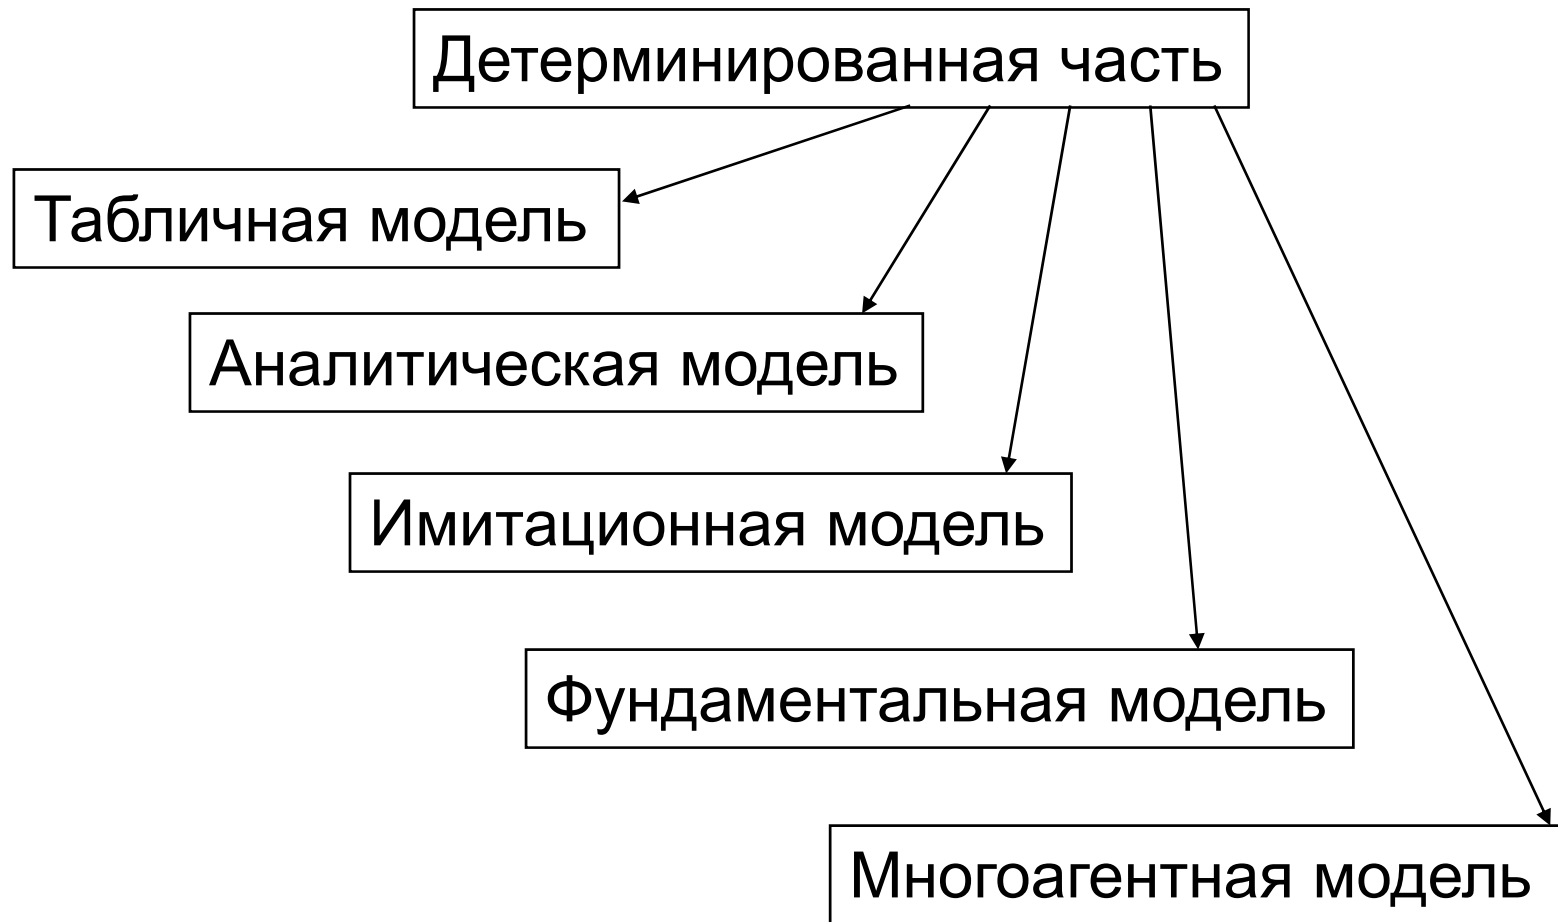 Детерминированная часть
Табличная модель
Аналитическая модель
Имитационная модель
Фундаментальная модель
Многоагентная модель